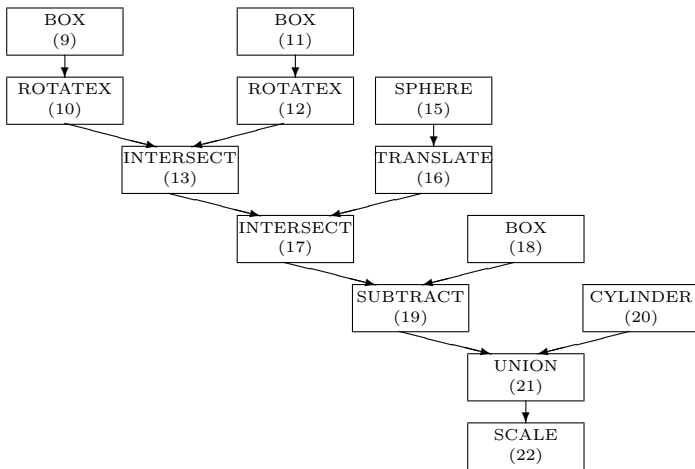 BOX
(9)
BOX
(11)
ROTATEX
(10)
ROTATEX
(12)
SPHERE
(15)
INTERSECT
(13)
TRANSLATE
(16)
INTERSECT
(17)
BOX
(18)
SUBTRACT
(19)
CYLINDER
(20)
UNION
(21)
SCALE
(22)